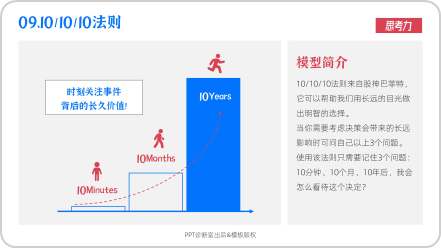 09.10/10/10法则
思考力
时刻关注事件
背后的长久价值!
10Years
10Months
10Minutes
模型简介
10/10/10法则来自股神巴菲特，
它可以帮助我们用长远的目光做
出明智的选择。
当你需要考虑决策会带来的长远
影响时可问自己以上3个问题。
使用该法则只需要记住3个问题：
10分钟，10个月，10年后，我会
怎么看待这个决定?
PPT@新富出品&模板版权